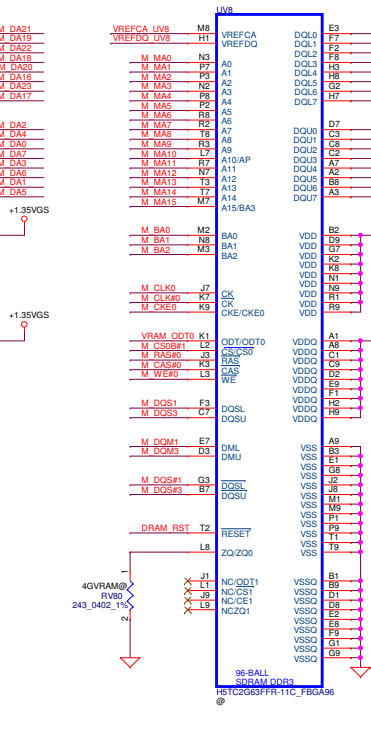 UV8
M_DA21
M_DA19
M_DA22
M_DA18
M_DA20
M_DA16
M_DA23
M_DA17
M_DA2
M_DA4
M_DA0
M_DA7
M_DA3
M_DA6
M_DA1
M_DA5
+1.35VGS
+1.35VGS
VREFCA_UV8 M8 VREFCA
VREFDQ_UV8 H1 VREFDQ
M_MA0 N3 A0
M_MA1 P7 A1
M_MA2 P3 A2
M_MA3 N2 A3
M_MA4 P8 A4
M_MA5 P2 A5
M_MA6 R8 A6
M_MA7 R2 A7
M_MA8 T8 A8
M_MA9 R3 A9
M_MA10 L7 A10/AP
M_MA11 R7 A11
M_MA12 N7 A12
M_MA13 T3 A13
M_MA14 T7 A14
M_MA15 M7 A15/BA3
M_BA0 M2 BA0
M_BA1 N8 BA1
M_BA2 M3 BA2
M_CLK0 J7 CK
M_CLK#0 K7 CK
M_CKE0 K9 CKE/CKE0
VRAM_ODT0 K1 ODT/ODT0
M_CS0B#1 L2 CS/CS0
M_RAS#0 J3 RAS
M_CAS#0 K3 CAS
M_WE#0 L3 WE
M_DQS1 F3 DQSL
M_DQS3 C7 DQSU
M_DQM1 E7 DML
M_DQM3 D3 DMU
M_DQS#1 G3 DQSL
M_DQS#3 B7 DQSU
DRAM_RST T2 RESET
L8 ZQ/ZQ0
J1 NC/ODT1
L1 NC/CS1
J9 NC/CE1
L9 NCZQ1
1
4GVRAM@
RV80
243_0402_1%
2
DQL0 E3
DQL1 F7
DQL2 F2
DQL3 F8
DQL4 H3
DQL5 H8
DQL6 G2
DQL7 H7
DQU0 D7
DQU1 C3
DQU2 C8
DQU3 C2
DQU4 A7
DQU5 A2
DQU6 B8
DQU7 A3
VDD B2
VDD D9
VDD G7
VDD K2
VDD K8
VDD N1
VDD N9
VDD R1
VDD R9
VDDQ A1
VDDQ A8
VDDQ C1
VDDQ C9
VDDQ D2
VDDQ E9
VDDQ F1
VDDQ H2
VDDQ H9
VSS A9
VSS B3
VSS E1
VSS G8
VSS J2
VSS J8
VSS M1
VSS M9
VSS P1
VSS P9
VSS T1
VSS T9
VSSQ B1
VSSQ B9
VSSQ D1
VSSQ D8
VSSQ E2
VSSQ E8
VSSQ F9
VSSQ G1
VSSQ G9
96-BALL
SDRAM DDR3
H5TC2G63FFR-11C_FBGA96
@